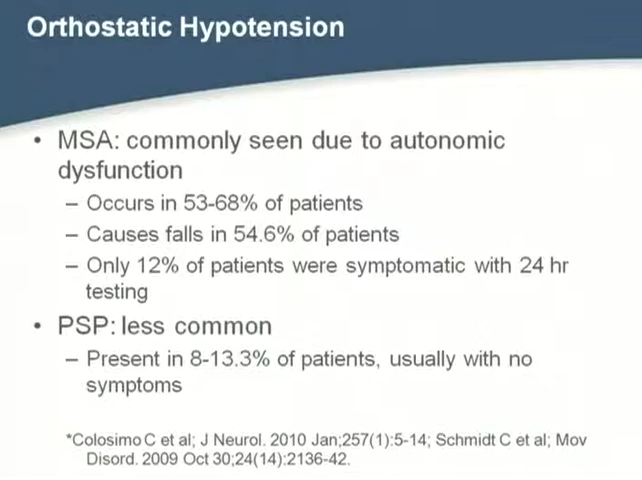 Orthostatic Hypotension
• MSA: commonly seen due to autonomic
dysfunction
– Occurs in 53-68% of patients
– Causes falls in 54.6% of patients
– Only 12% of patients were symptomatic with 24 hr
testing
• PSP: less common
– Present in 8-13.3% of patients, usually with no
symptoms
*Colosimo C et al; J Neurol. 2010 Jan;257(1):5-14; Schmidt C et al; Mov
Disord. 2009 Oct 30;24(14):2136-42.